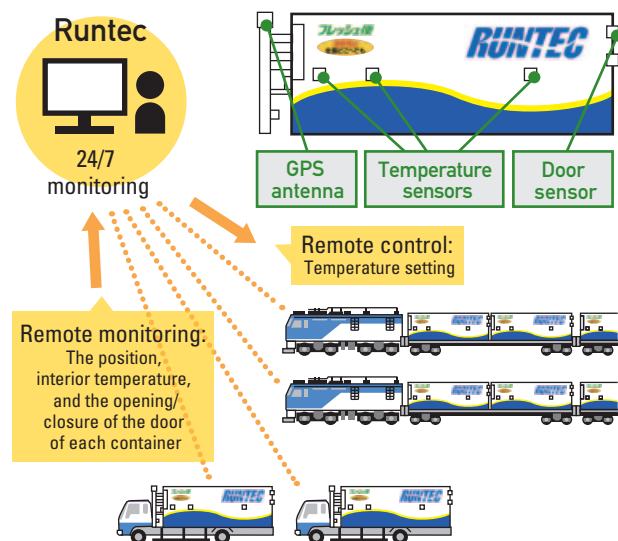 Runtec
24/7
monitoring
フレッシュ便
RUNTEC
GPS
antenna
Temperature
sensors
Door
sensor
Remote control:
Temperature setting
Remote monitoring:
The position,
interior temperature,
and the opening/
closure of the door
of each container
RUNTEC
RUNTEC
RUNTEC
RUNTEC
RUNTEC
RUNTEC